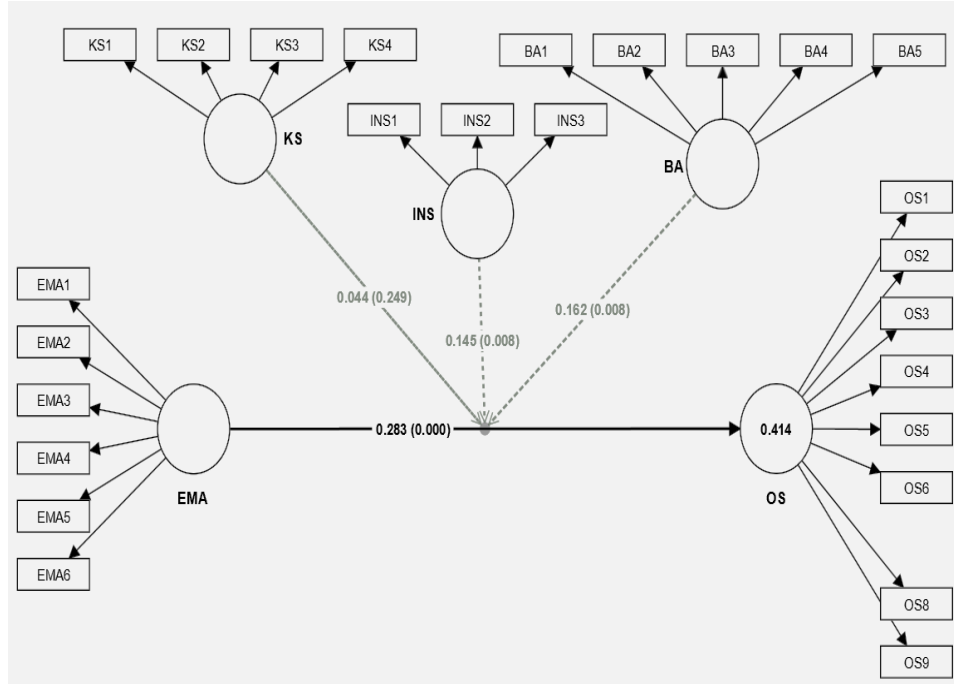 KS1
KS2
KS3
KS4
BA1
BA2
BA3
BA4
BA5
INS1
INS2
INS3
KS
INS
BA
OS1
OS2
OS3
OS4
OS5
OS6
OS8
OS9
EMA1
EMA2
EMA3
EMA4
EMA5
EMA6
0.044 (0.249)
0.145 (0.008)
0.162 (0.008)
0.283 (0.000)
0.414
EMA
OS